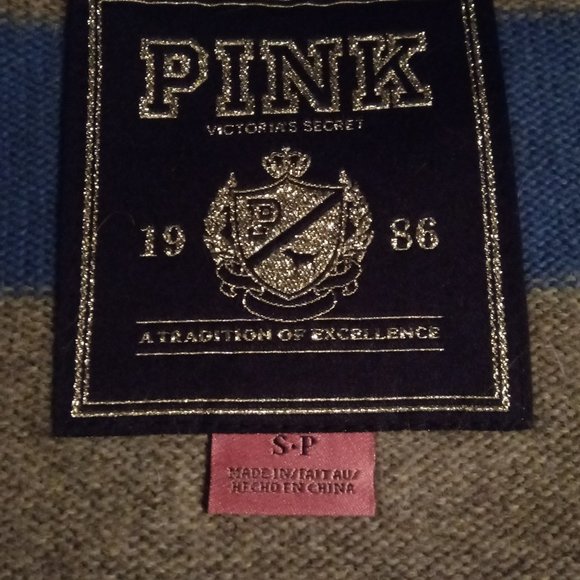 PINK
VICTORIA'S SECRET
P
19 86
A TRADITION OF EXCELLENCE
S•P
MADE IN/FAIT AU/
HECHO EN CHINA